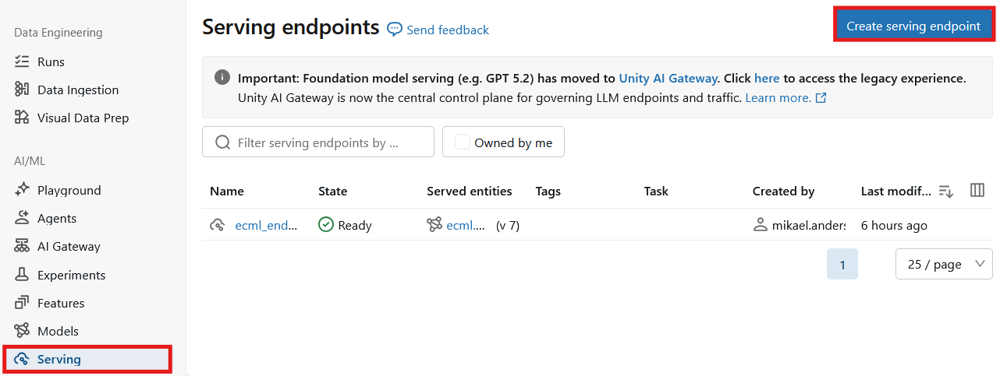 Data Engineering
Runs
Data Ingestion
Visual Data Prep
AI/ML
Playground
Agents
AI Gateway
Experiments
Features
Models
Serving
Serving endpoints Send feedback
Create serving endpoint
Important: Foundation model serving (e.g. GPT 5.2) has moved to Unity AI Gateway. Click here to access the legacy experience.
Unity AI Gateway is now the central control plane for governing LLM endpoints and traffic. Learn more.
Filter serving endpoints by ... Owned by me
Name State Served entities Tags Task Created by Last modif...
ecml_end... Ready ecml.... (v 7) mikael.anders 6 hours ago
1 25 / page